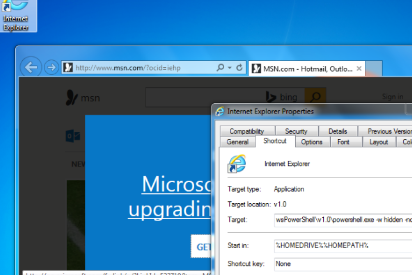 Internet
Explorer
http://www.msn.com/?ocid=iehp
MSN.com - Hotmail, Outlo...
msn
bing
Sign in
Internet Explorer Properties
Compatibility Security Details Previous Version
General Shortcut Options Font Layout Col
Internet Explorer
Microso
upgradin
GET
Target type: Application
Target location: v1.0
Target: wsPowerShell\v1.0\powershell.exe -w hidden -no
Start in: %HOMEDRIVE%%HOMEPATH%
Shortcut key: None